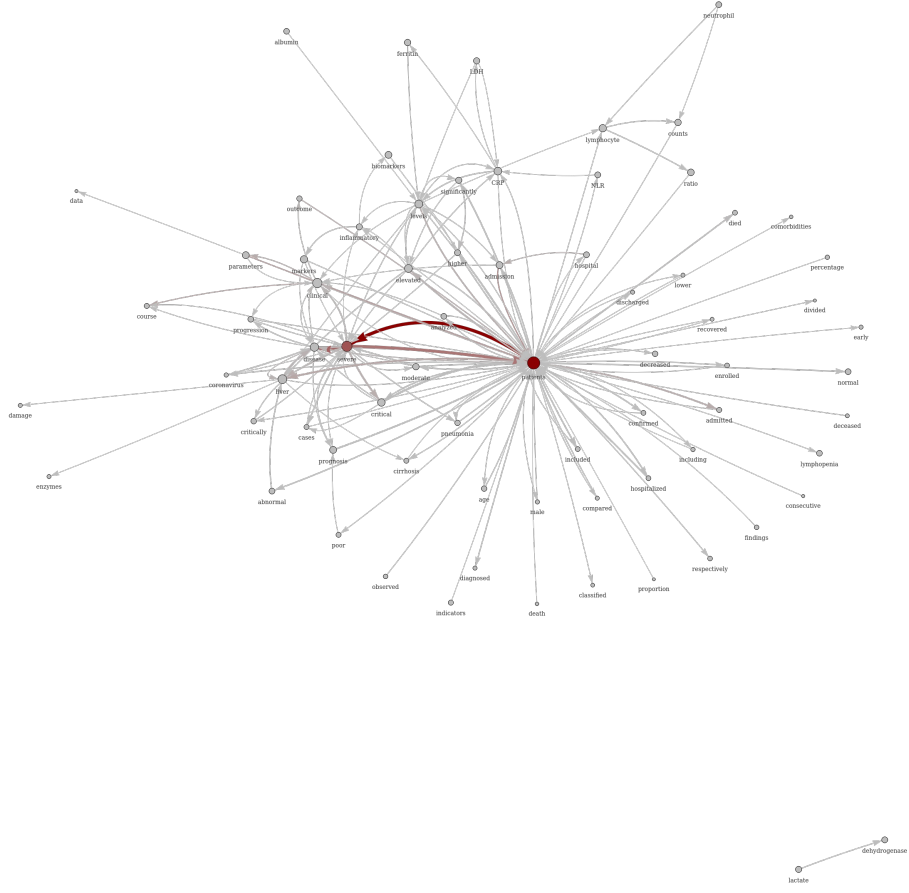 neutrophil
albumin
ferritin
LDH
lymphocyte
counts
biomarkers
significantly
CRP
NLR
ratio
data
outcome
levels
inflammatory
died
comorbidities
parameters
markers
higher
admission
hospital
percentage
clinical
elevated
discharged
lower
course
progression
analyzed
recovered
divided
early
disease
severe
patients
decreased
enrolled
normal
coronavirus
liver
moderate
damage
critical
critically
cases
pneumonia
confirmed
admitted
deceased
prognosis
cirrhosis
included
including
lymphopenia
enzymes
abnormal
age
male
compared
hospitalized
consecutive
poor
findings
observed
diagnosed
respectively
indicators
death
classified
proportion
dehydrogenase
lactate